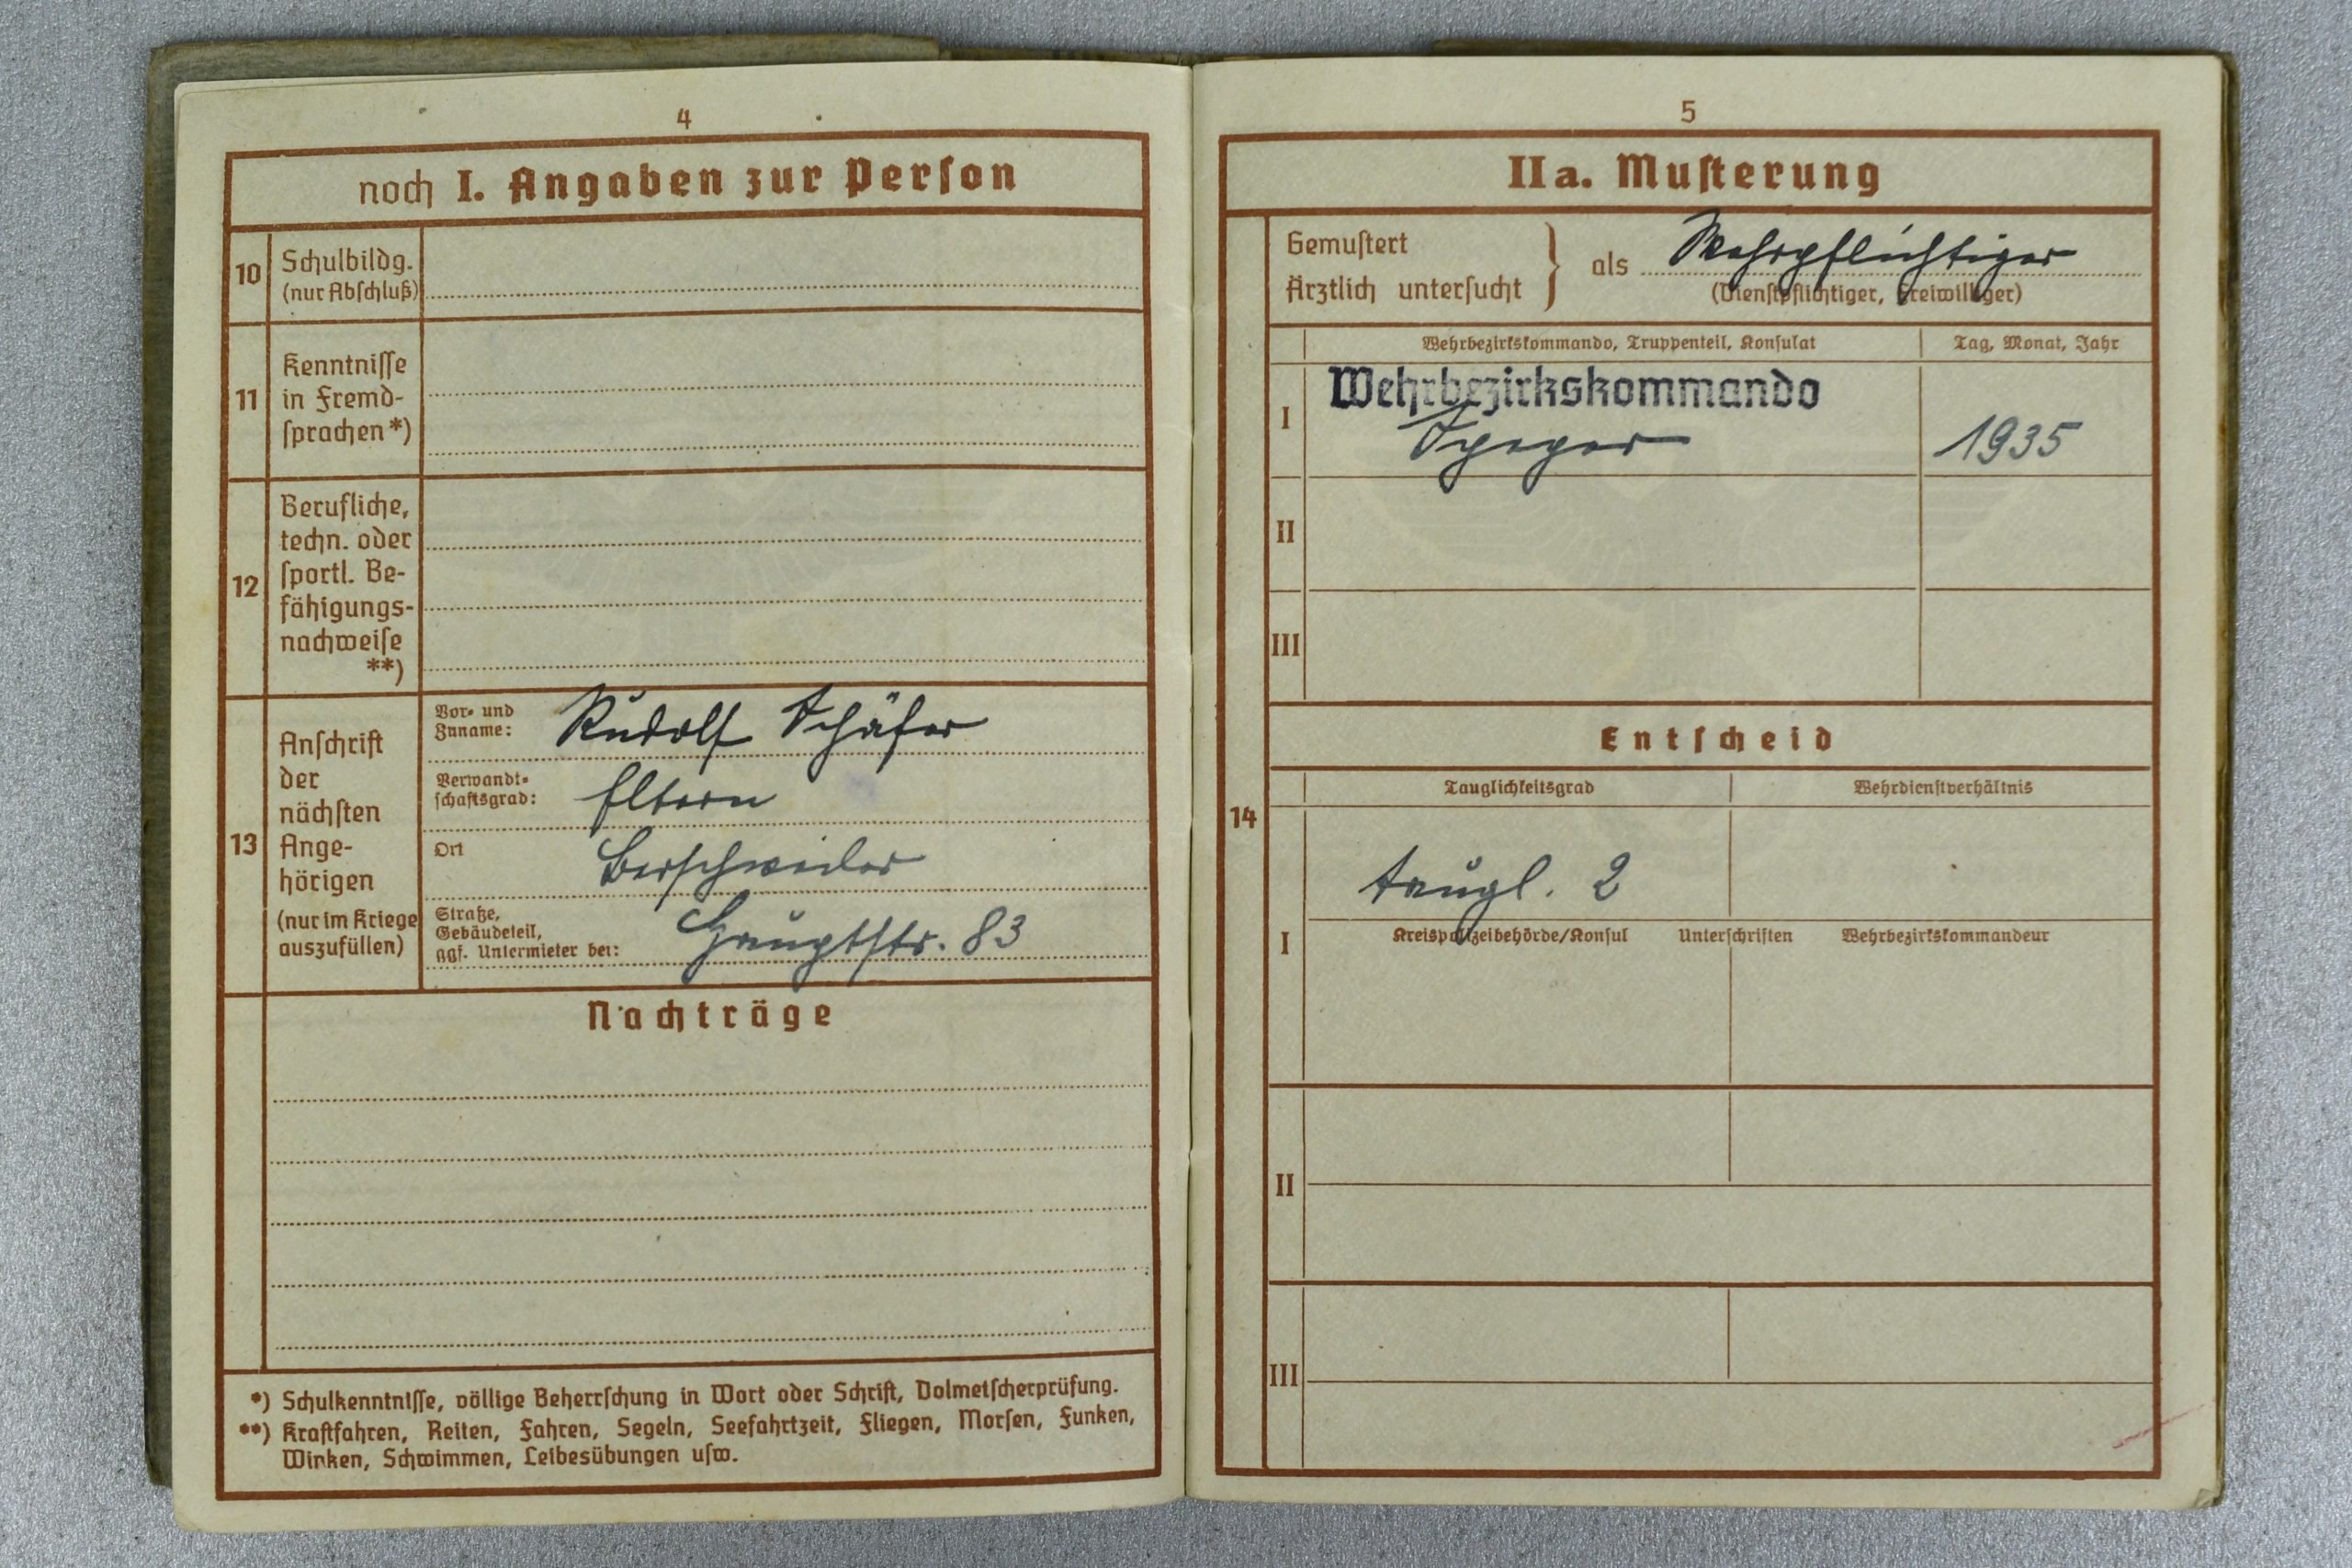 4
noch I. Angaben zur Person
10 Schulbildg.
(nur Abschluß)
11 Kenntnisse
in Fremd-
sprachen *)
12 Berufliche,
techn. oder
sportl. Be-
fähigungs-
nachweise
**)
13 Anschrift
der
nächsten
Ange-
hörigen
(nur im Kriege
auszufüllen)
Vor- und
Zuname: Rudolf Schäfer
Verwandt-
schaftsgrad: Eltern
Ort Berschweiler
Straße,
Gebäudeteil,
ggf. Untermieter bei: Hauptstr. 83
Nachträge
*) Schulkenntnisse, völlige Beherrschung in Wort oder Schrift, Dolmetscherprüfung.
**) Kraftfahren, Reiten, Fahren, Segeln, Seefahrtzeit, Fliegen, Morsen, Funken,
Winken, Schwimmen, Leibesübungen usw.
5
IIa. Musterung
Gemustert
Ärztlich untersucht } als Wehrpflichtiger
(Dienstpflichtiger, Freiwilliger)
Wehrbezirkskommando, Truppenteil, Konsulat Tag, Monat, Jahr
I Wehrbezirkskommando
Speyer 1935
II
III
Entscheid
14
Tauglichkeitsgrad Wehrdienstverhältnis
I
taugl. 2
Kreispolizeibehörde/Konsul Unterschriften Wehrbezirkskommandeur
II
III